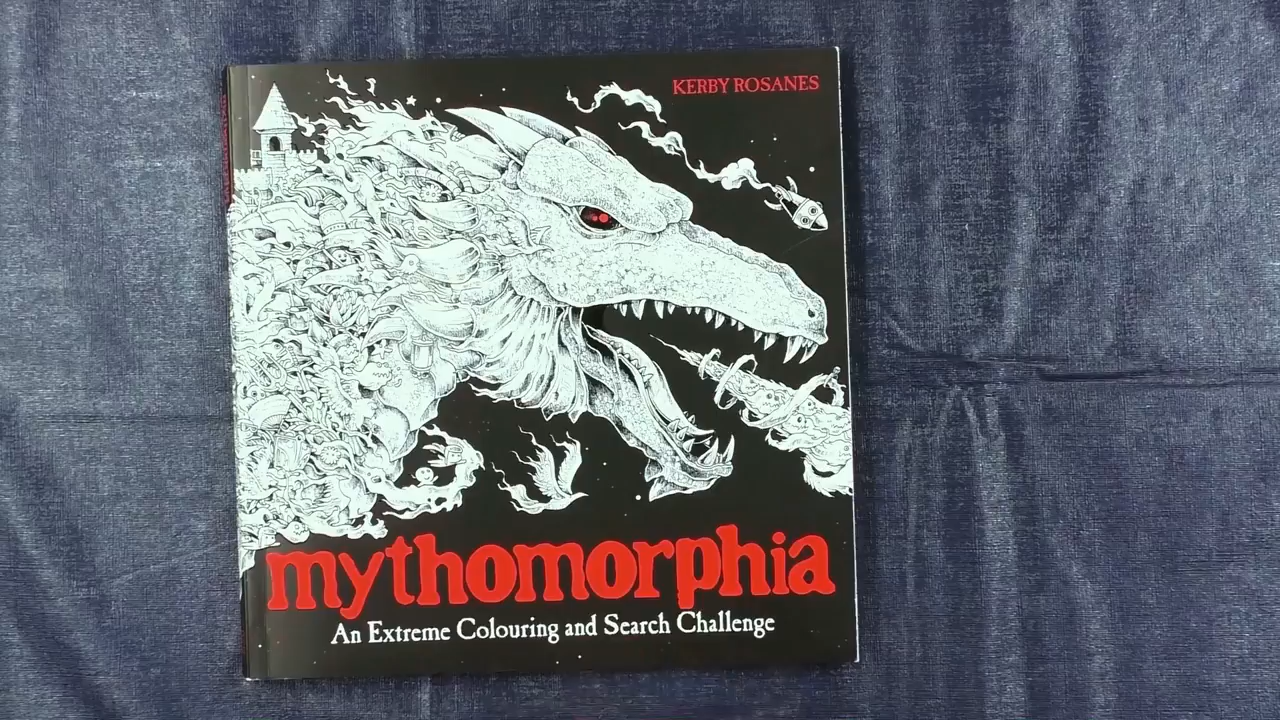 KERBY ROSANES
mythomorphia
An Extreme Colouring and Search Challenge